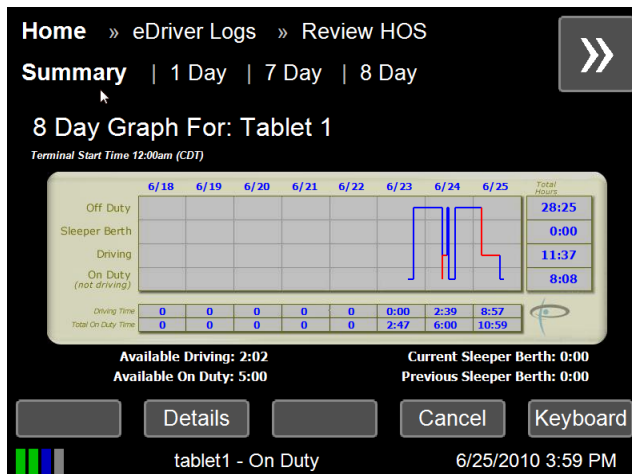 Home » eDriver Logs » Review HOS
»
Summary | 1 Day | 7 Day | 8 Day
8 Day Graph For: Tablet 1
Terminal Start Time 12:00am (CDT)
6/18 6/19 6/20 6/21 6/22 6/23 6/24 6/25 Total Hours
Off Duty 28:25
Sleeper Berth 0:00
Driving 11:37
On Duty (not driving) 8:08
Driving Time 0 0 0 0 0 0:00 2:39 8:57
Total On Duty Time 0 0 0 0 0 2:47 6:00 10:59
Available Driving: 2:02 Current Sleeper Berth: 0:00
Available On Duty: 5:00 Previous Sleeper Berth: 0:00
Details Cancel Keyboard
tablet1 - On Duty 6/25/2010 3:59 PM